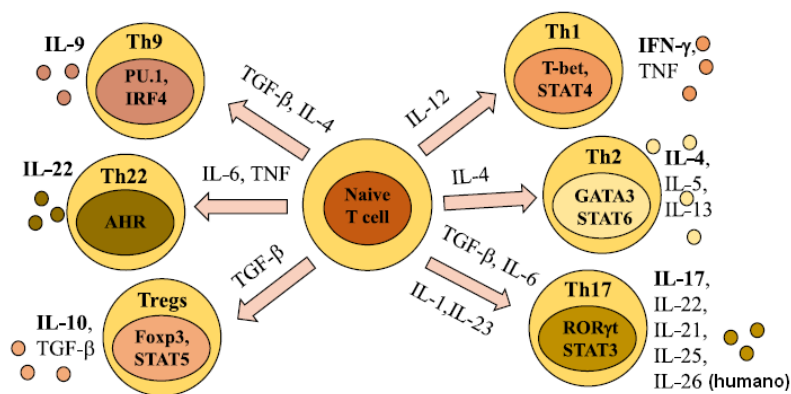 IL-9
Th9
PU.1,
IRF4
TGF-β, IL-4
IL-22
Th22
AHR
IL-6, TNF
IL-10,
TGF-β
Tregs
Foxp3,
STAT5
TGF-β
Naive
T cell
IL-12
Th1
T-bet,
STAT4
IFN-γ,
TNF
IL-4
Th2
GATA3
STAT6
IL-4,
IL-5,
IL-13
TGF-β, IL-6
IL-1,IL-23
Th17
RORγt
STAT3
IL-17,
IL-22,
IL-21,
IL-25,
IL-26 (humano)